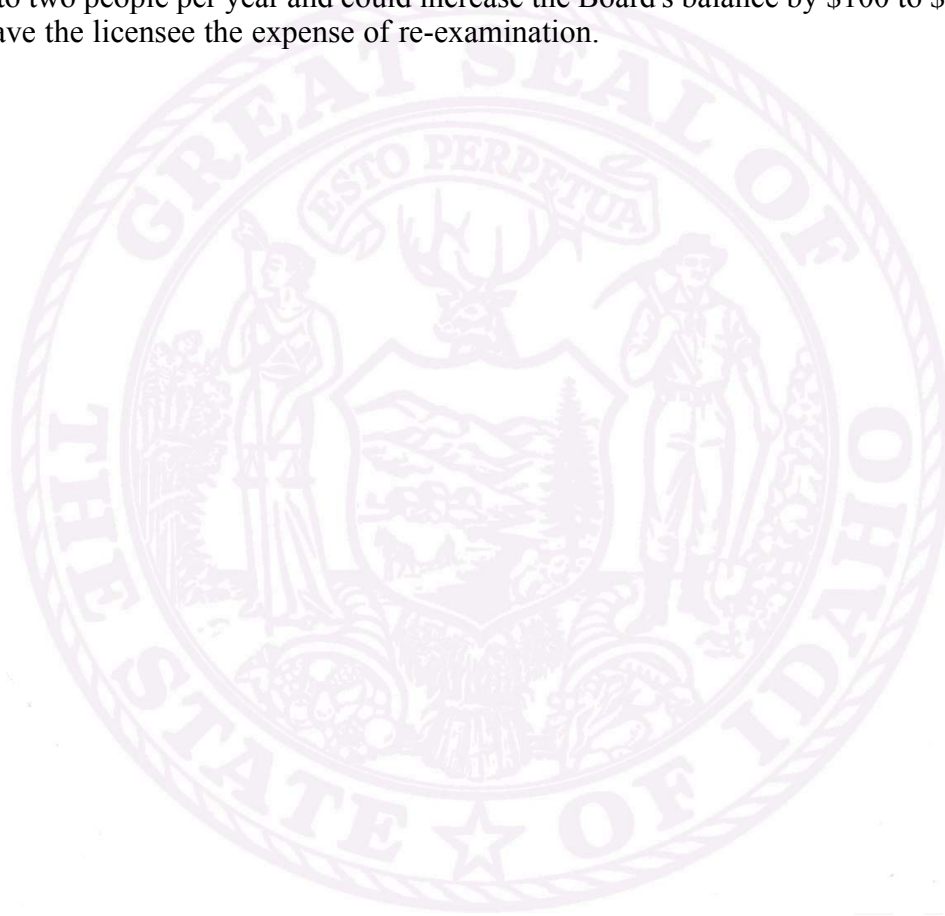 to two people per year and could increase the Board's balance by $100 to $
ave the licensee the expense of re-examination.
THE GREAT SEAL OF
ESTO PERPETUA
STATE OF IDAHO